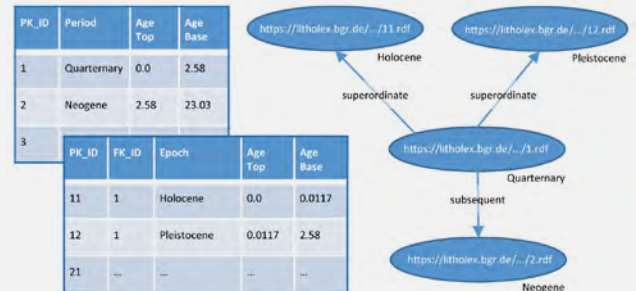 PK_ID Period Age Top Age Base
1 Quarternary 0.0 2.58
2 Neogene 2.58 23.03
3
PK_ID FK_ID Epoch Age Top Age Base
11 1 Holocene 0.0 0.0117
12 1 Pleistocene 0.0117 2.58
21 ... ... ... ...
https://litholex.bgr.de/.../11.rdf
Holocene
https://litholex.bgr.de/.../12.rdf
Pleistocene
superordinate
superordinate
https://litholex.bgr.de/.../1.rdf
Quarternary
subsequent
https://litholex.bgr.de/.../2.rdf
Neogene